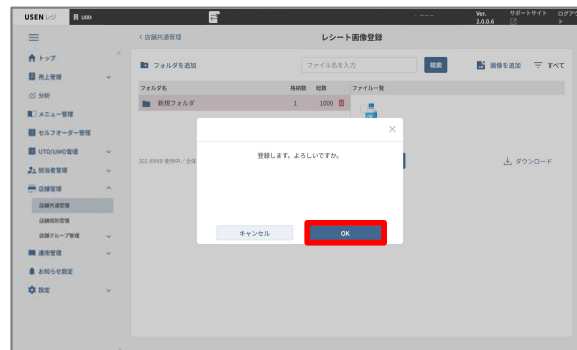 USENレジ U00
Ver. 2.0.0.6 サポートサイト ログアウト
トップ
売上管理
分析
メニュー管理
セルフオーダー管理
UTO/UMO管理
担当者管理
店舗管理
店舗共通管理
店舗個別管理
店舗グループ管理
運用管理
お知らせ設定
設定
< 店舗共通管理 レシート画像登録
フォルダを追加 ファイル名を入力 検索 画像を追加 すべて
フォルダ名 格納数 総数 ファイル一覧
新規フォルダ 1 1000
登録します。よろしいですか。
使用中/全体
ダウンロード
キャンセル OK